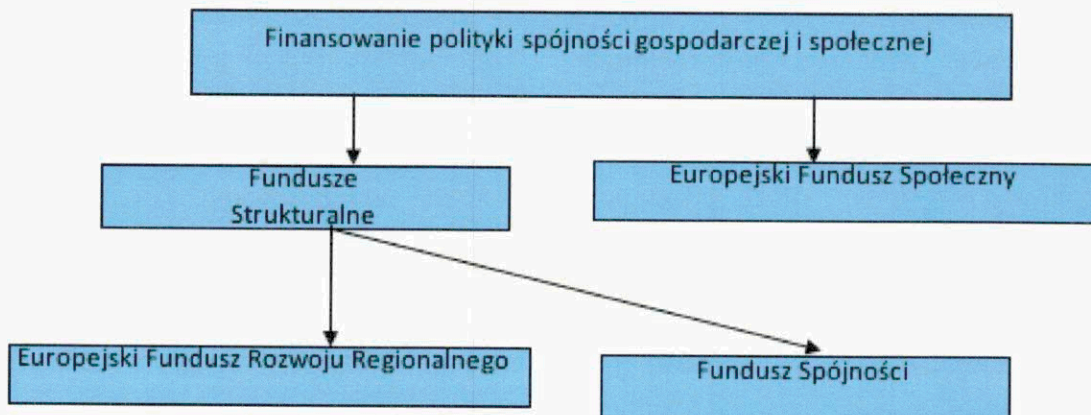 Finansowanie polityki spójności gospodarczej i społecznej
Fundusze
Strukturalne
Europejski Fundusz Społeczny
Europejski Fundusz Rozwoju Regionalnego
Fundusz Spójności